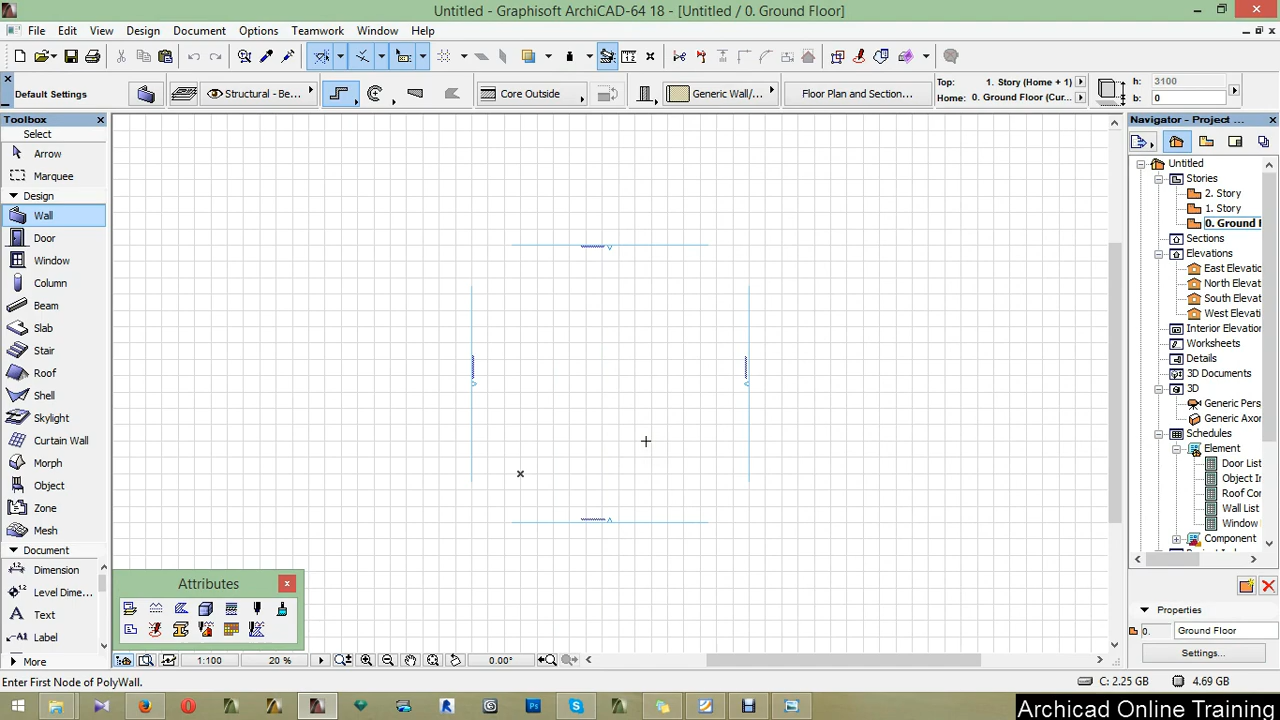 Untitled - Graphisoft ArchiCAD-64 18 - [Untitled / 0. Ground Floor]
File Edit View Design Document Options Teamwork Window Help
Default Settings
Structural - Be...
Core Outside
Generic Wall/...
Floor Plan and Section...
Top: 1. Story (Home + 1)
Home: 0. Ground Floor (Cur...
h: 3100
b: 0
Toolbox
Select
Arrow
Marquee
Design
Wall
Door
Window
Column
Beam
Slab
Stair
Roof
Shell
Skylight
Curtain Wall
Morph
Object
Zone
Mesh
Document
Dimension
Level Dime...
Text
Label
More
Attributes
1:100
20 %
0.00°
Navigator - Project ...
Untitled
Stories
2. Story
1. Story
0. Ground
Sections
Elevations
East Elevati
North Elevat
South Elevat
West Elevati
Interior Elevation
Worksheets
Details
3D Documents
3D
Generic Pers
Generic Axon
Schedules
Element
Door List
Object In
Roof Cor
Wall List
Window
Component
Properties
0. Ground Floor
Settings...
Enter First Node of PolyWall.
C: 2.25 GB
4.69 GB
Archicad Online Training